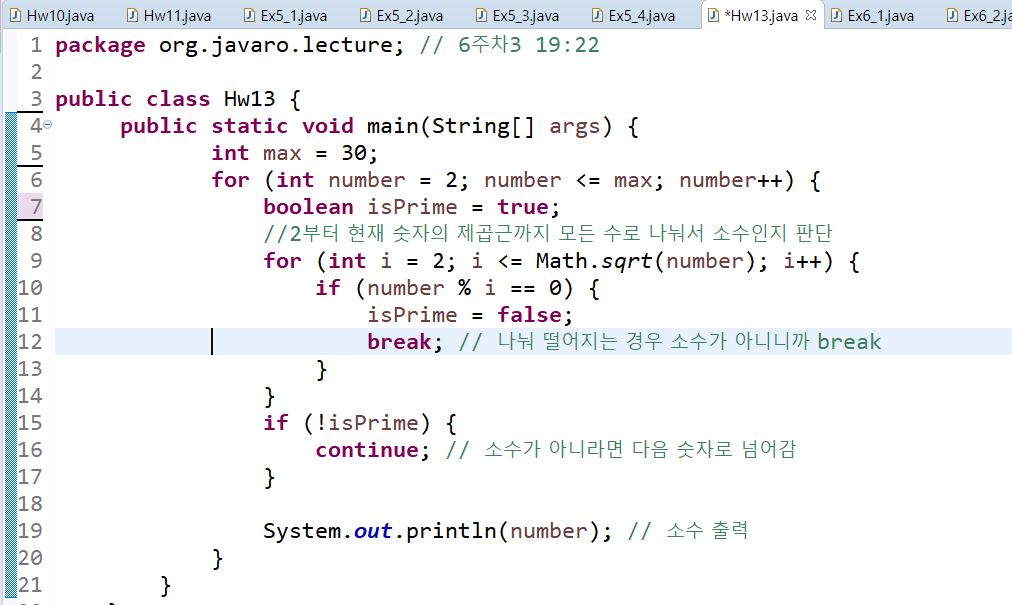 Hw10.java Hw11.java Ex5_1.java Ex5_2.java Ex5_3.java Ex5_4.java *Hw13.java Ex6_1.java Ex6_2.ja
1 package org.javaro.lecture; // 6주차3 19:22
2
3 public class Hw13 {
4 public static void main(String[] args) {
5 int max = 30;
6 for (int number = 2; number <= max; number++) {
7 boolean isPrime = true;
8 //2부터 현재 숫자의 제곱근까지 모든 수로 나눠서 소수인지 판단
9 for (int i = 2; i <= Math.sqrt(number); i++) {
10 if (number % i == 0) {
11 isPrime = false;
12 break; // 나눠 떨어지는 경우 소수가 아니니까 break
13 }
14 }
15 if (!isPrime) {
16 continue; // 소수가 아니라면 다음 숫자로 넘어감
17 }
18
19 System.out.println(number); // 소수 출력
20 }
21 }